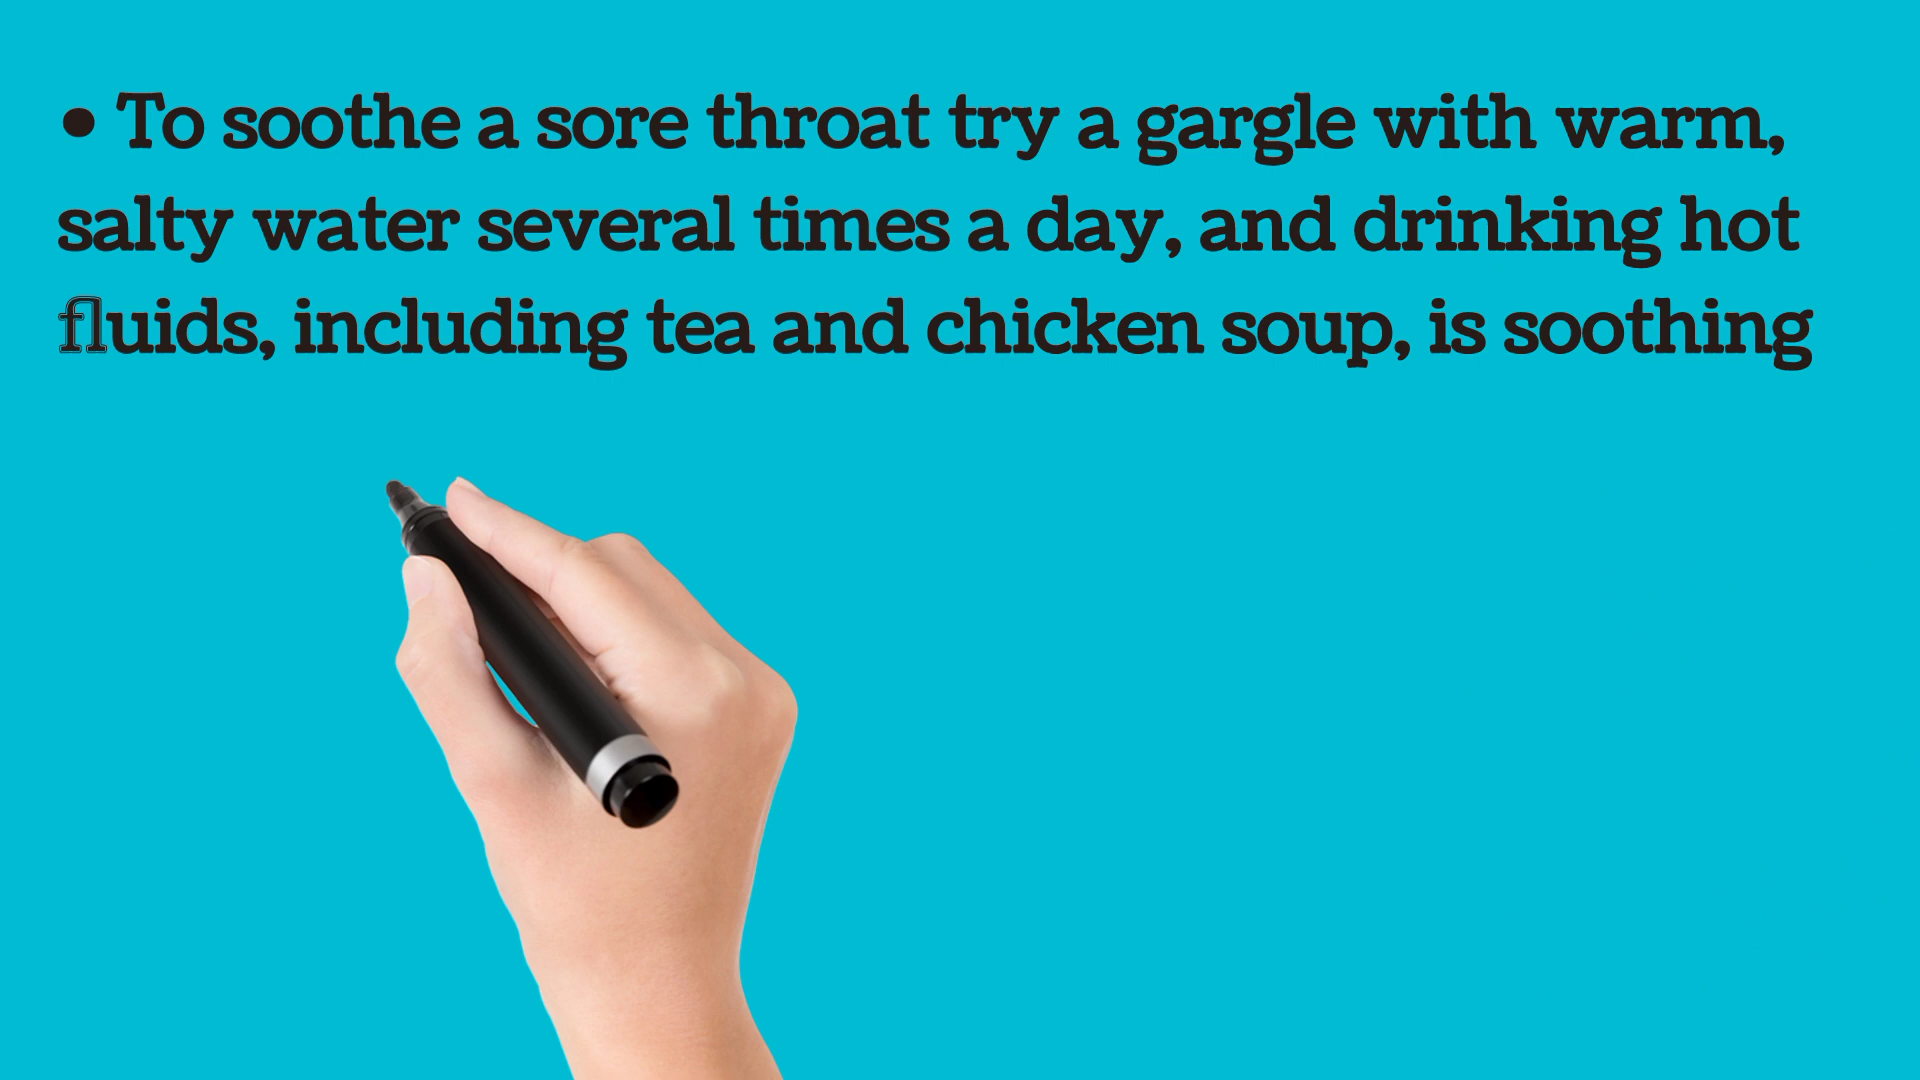 • To soothe a sore throat try a gargle with warm,
salty water several times a day, and drinking hot
fluids, including tea and chicken soup, is soothing